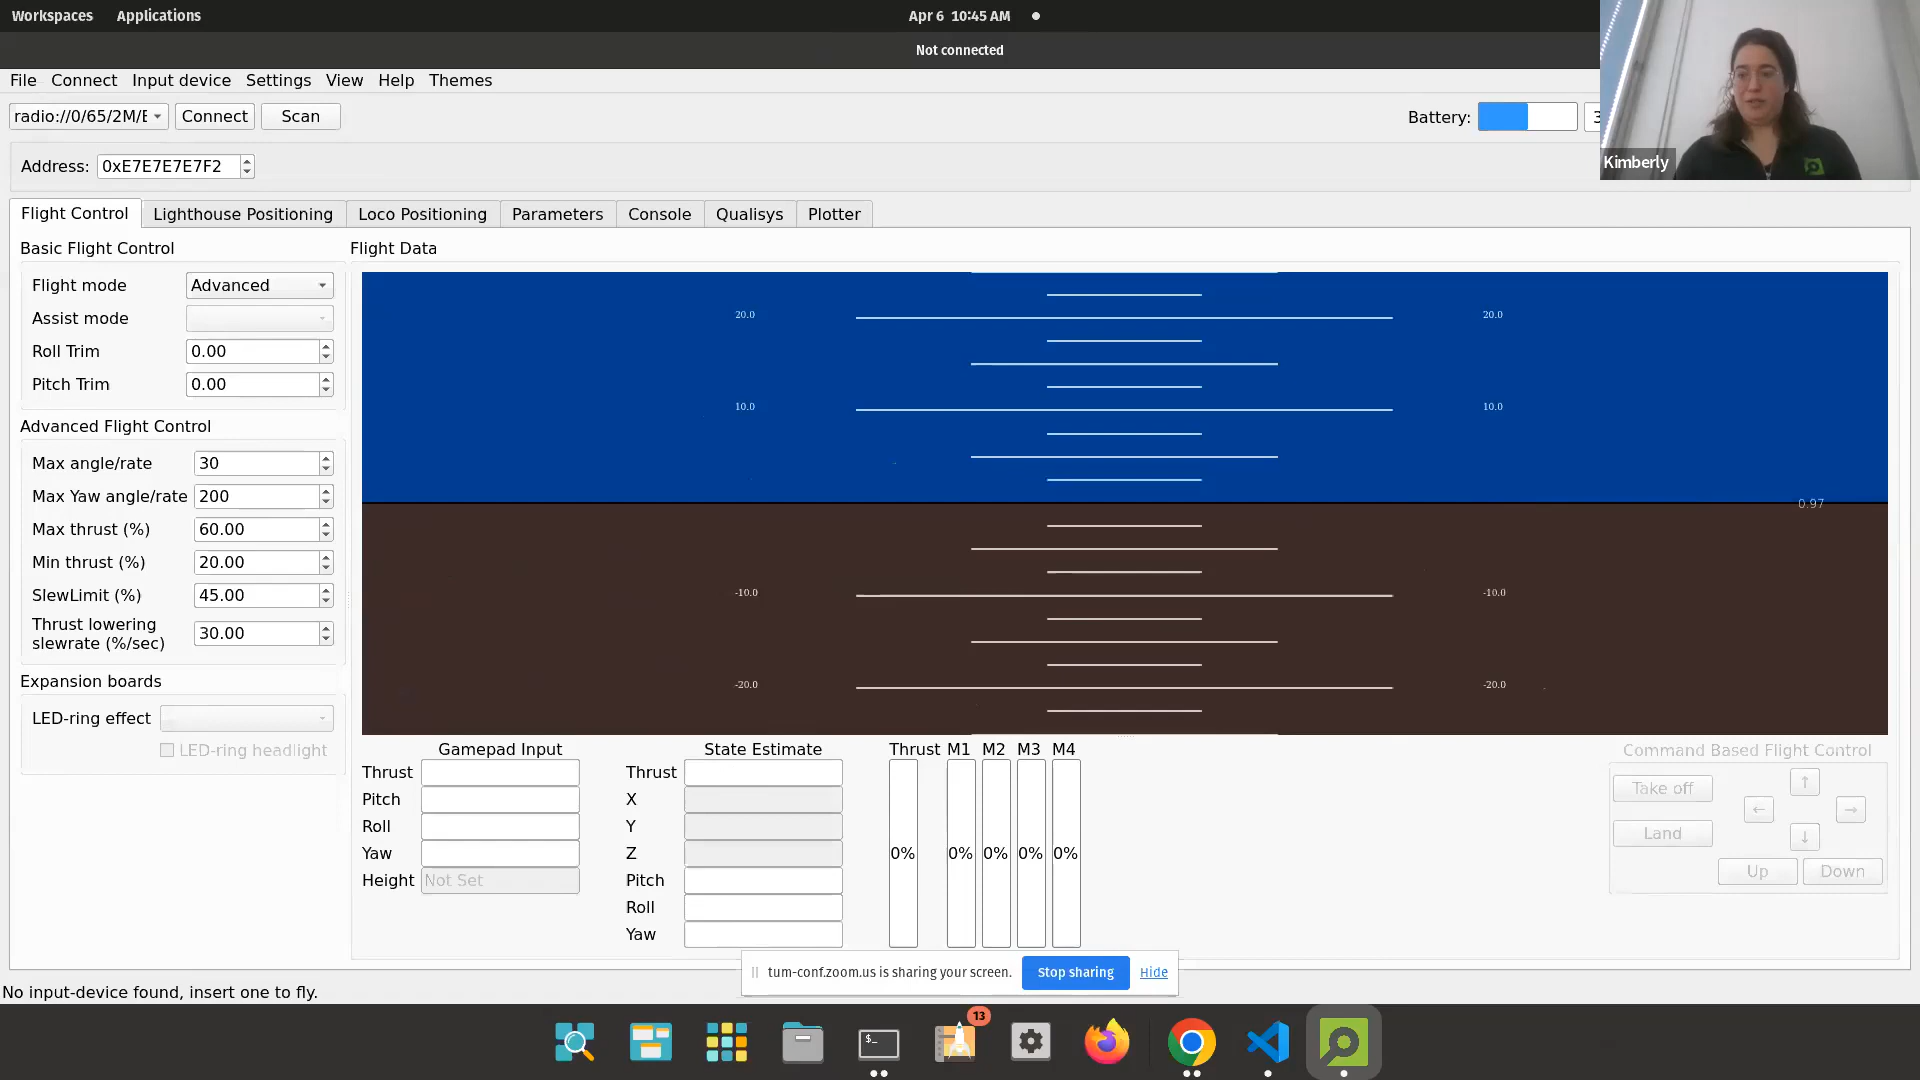 Workspaces Applications Apr 6 10:45 AM
Not connected
File Connect Input device Settings View Help Themes
radio://0/65/2M/E Connect Scan Battery: 3
Kimberly
Address: 0xE7E7E7E7F2
Flight Control Lighthouse Positioning Loco Positioning Parameters Console Qualisys Plotter
Basic Flight Control
Flight mode Advanced
Assist mode
Roll Trim 0.00
Pitch Trim 0.00
Advanced Flight Control
Max angle/rate 30
Max Yaw angle/rate 200
Max thrust (%) 60.00
Min thrust (%) 20.00
SlewLimit (%) 45.00
Thrust lowering
slewrate (%/sec) 30.00
Expansion boards
LED-ring effect
LED-ring headlight
Flight Data
20.0 20.0
10.0 10.0
0.97
-10.0 -10.0
-20.0 -20.0
Gamepad Input
Thrust
Pitch
Roll
Yaw
Height Not Set
State Estimate
Thrust
X
Y
Z
Pitch
Roll
Yaw
Thrust M1 M2 M3 M4
0% 0% 0% 0% 0%
Command Based Flight Control
Take off ↑
← →
Land ↓
Up Down
tum-conf.zoom.us is sharing your screen. Stop sharing Hide
No input-device found, insert one to fly.
13
$_